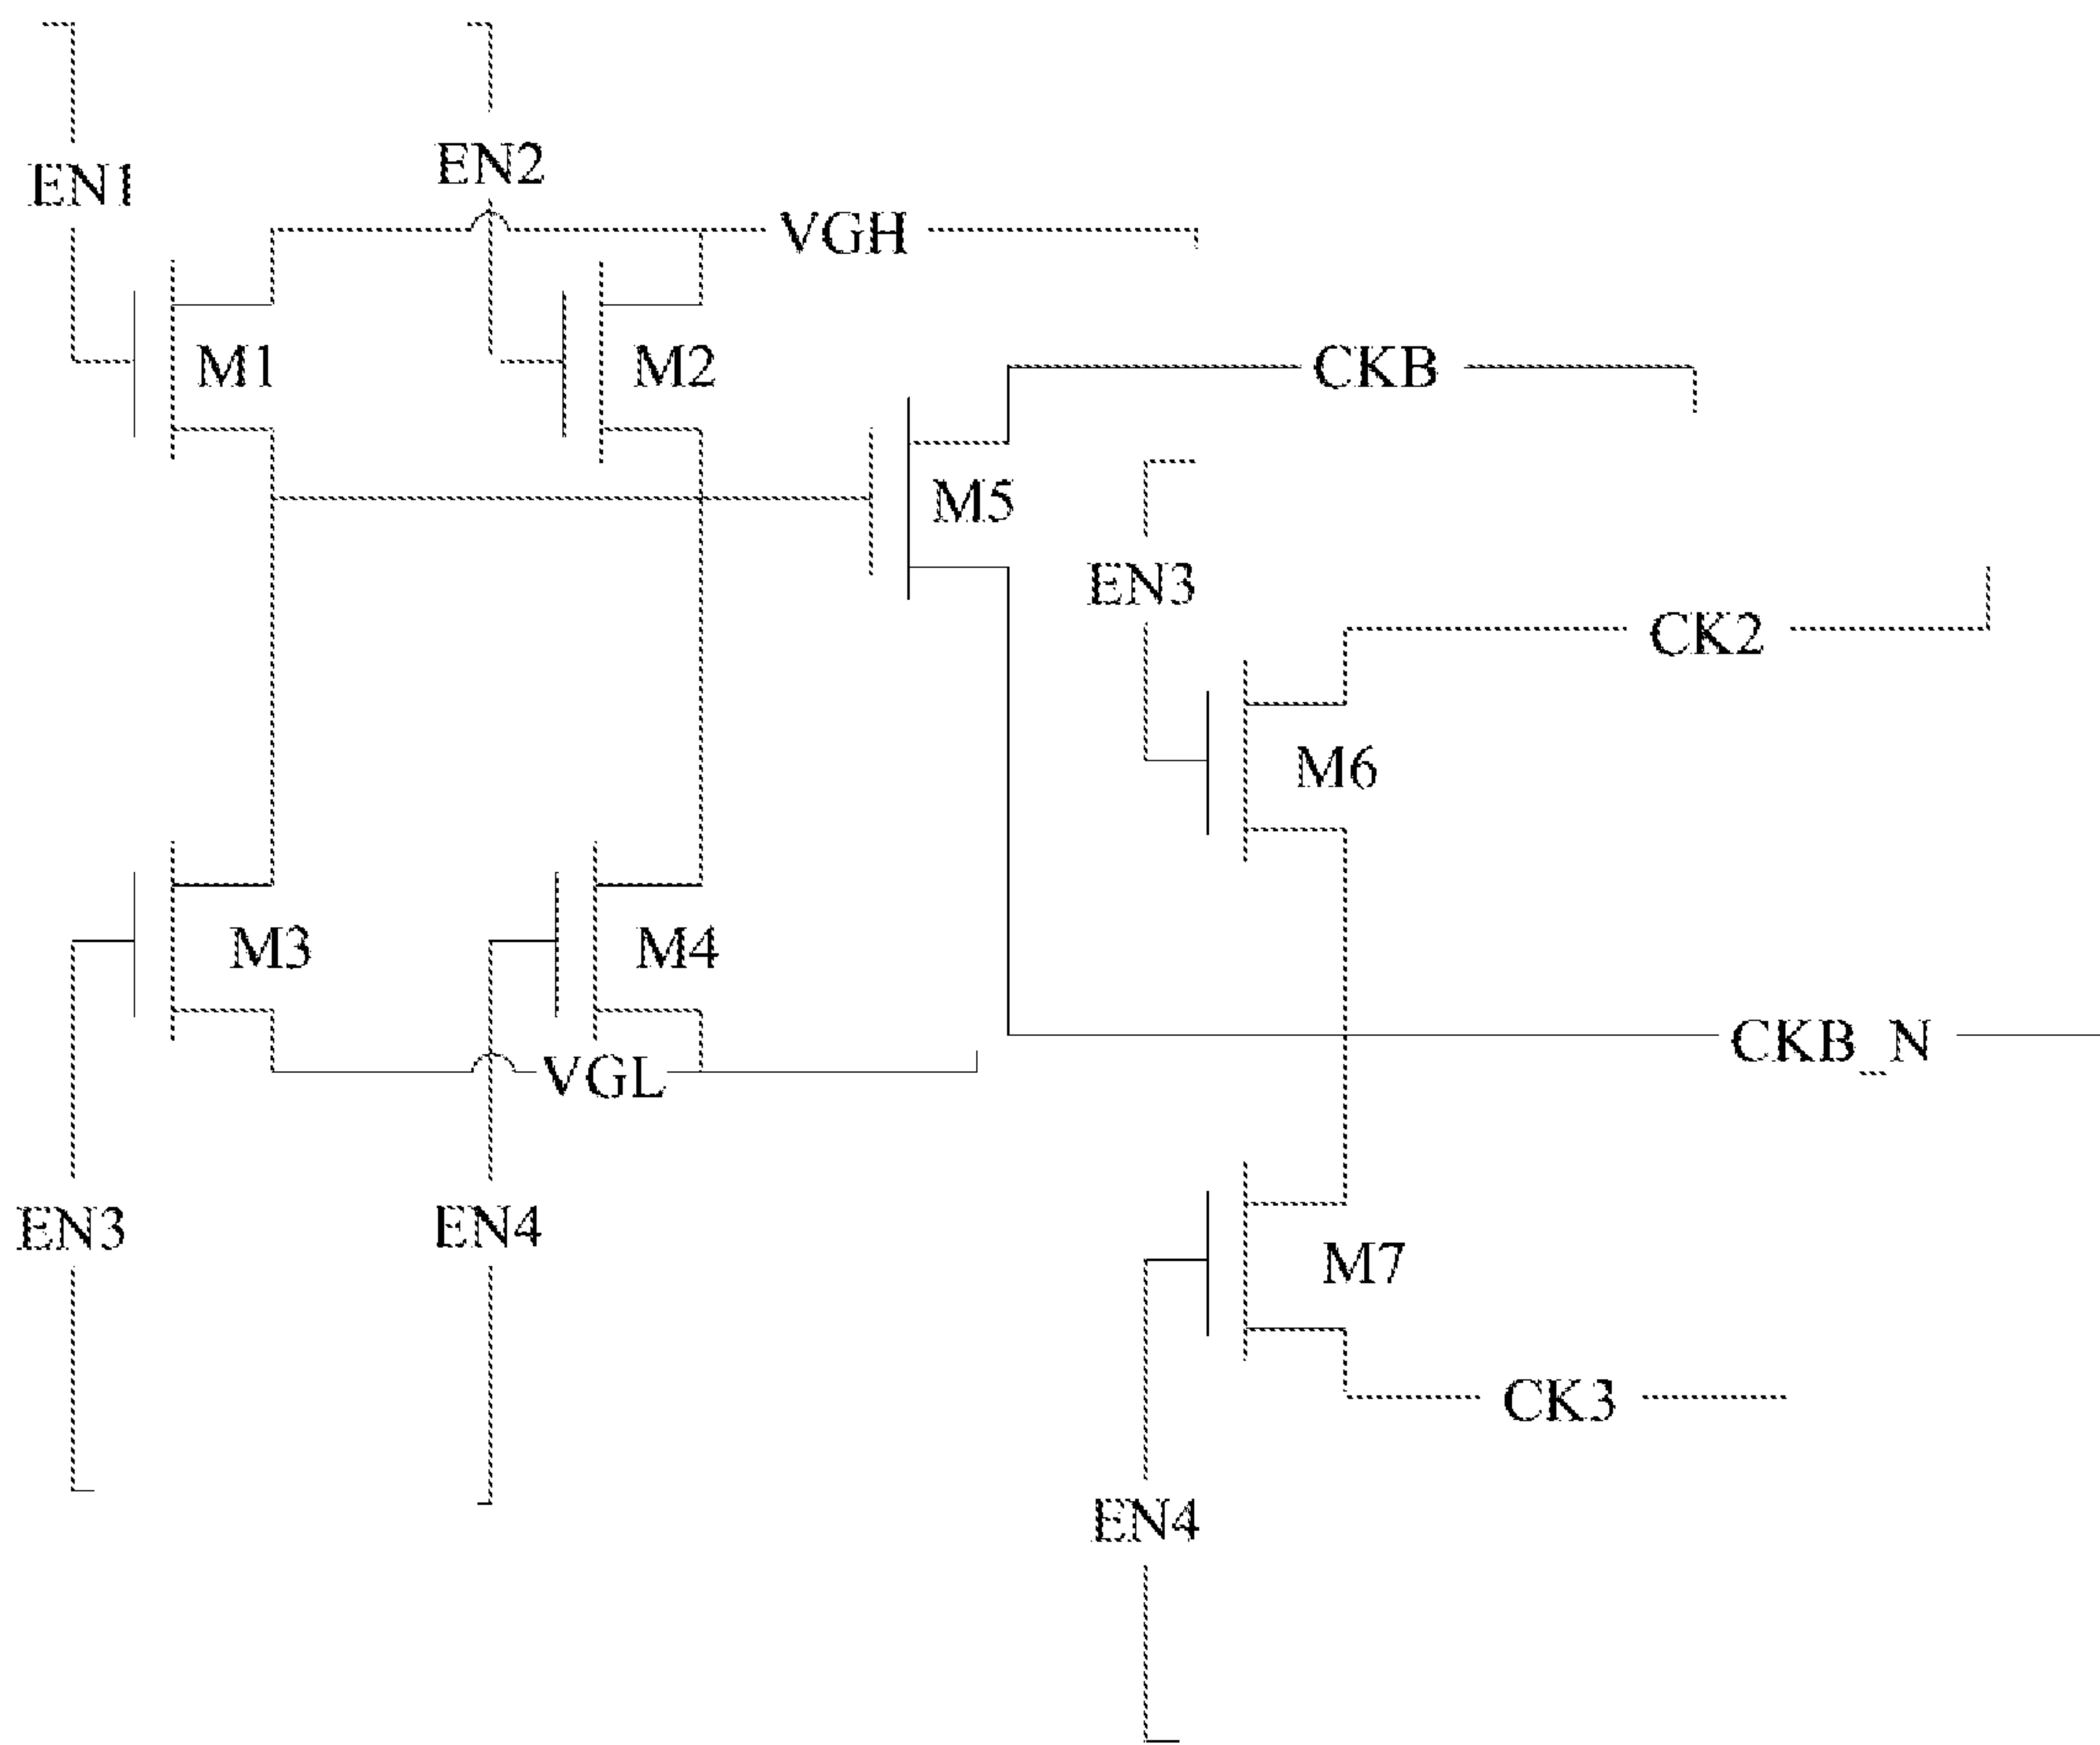 EN1
EN2
VGH
M1
M2
CKB
M5
EN3
CK2
M6
M3
M4
CKB_N
VGL
EN3
EN4
M7
CK3
EN4